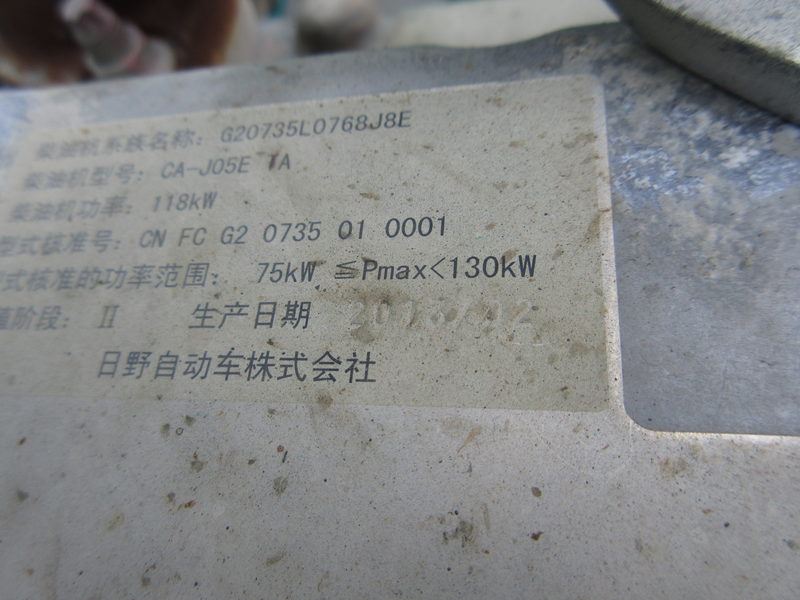 柴油机系族名称: G20735L0768J8E
柴油机型号: CA-J05E TA
柴油机功率: 118kW
型式核准号: CN FC G2 0735 01 0001
型式核准的功率范围: 75kW ≦Pmax<130kW
值阶段: Ⅱ 生产日期
日野自动车株式会社